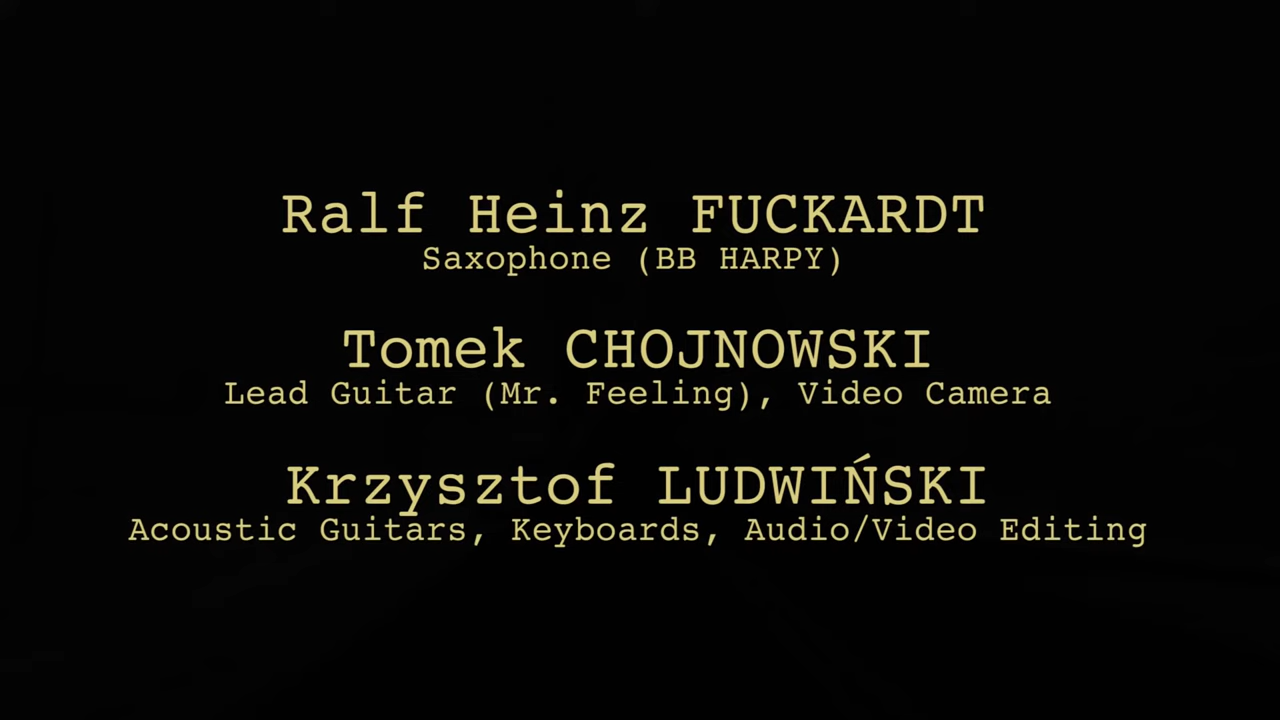 Ralf Heinz FUCKARDT
Saxophone (BB HARPY)
Tomek CHOJNOWSKI
Lead Guitar (Mr. Feeling), Video Camera
Krzysztof LUDWIŃSKI
Acoustic Guitars, Keyboards, Audio/Video Editing